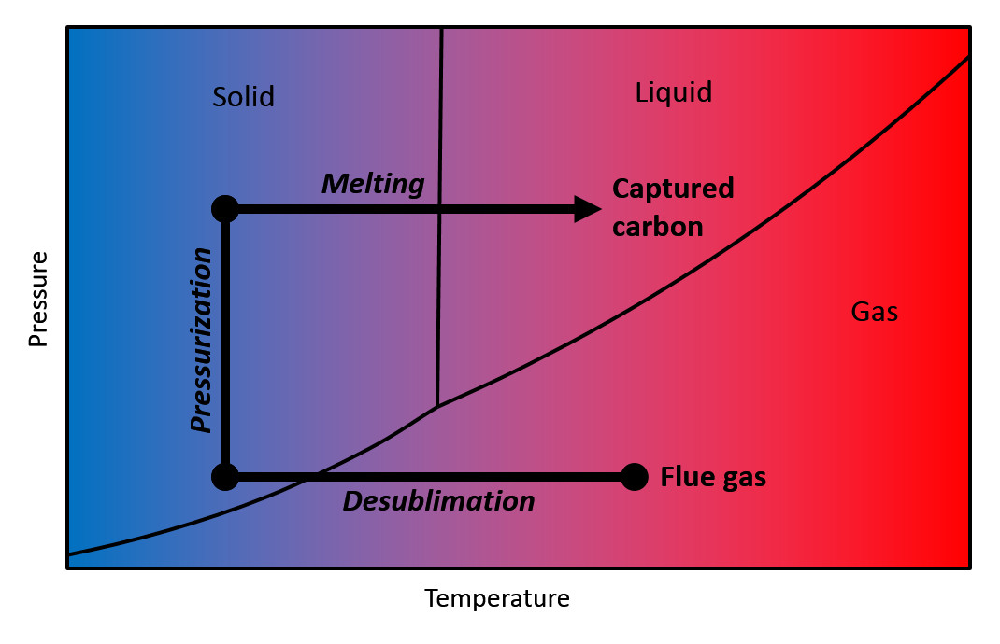 Solid
Liquid
Melting
Captured
carbon
Pressurization
Pressure
Gas
Flue gas
Desublimation
Temperature